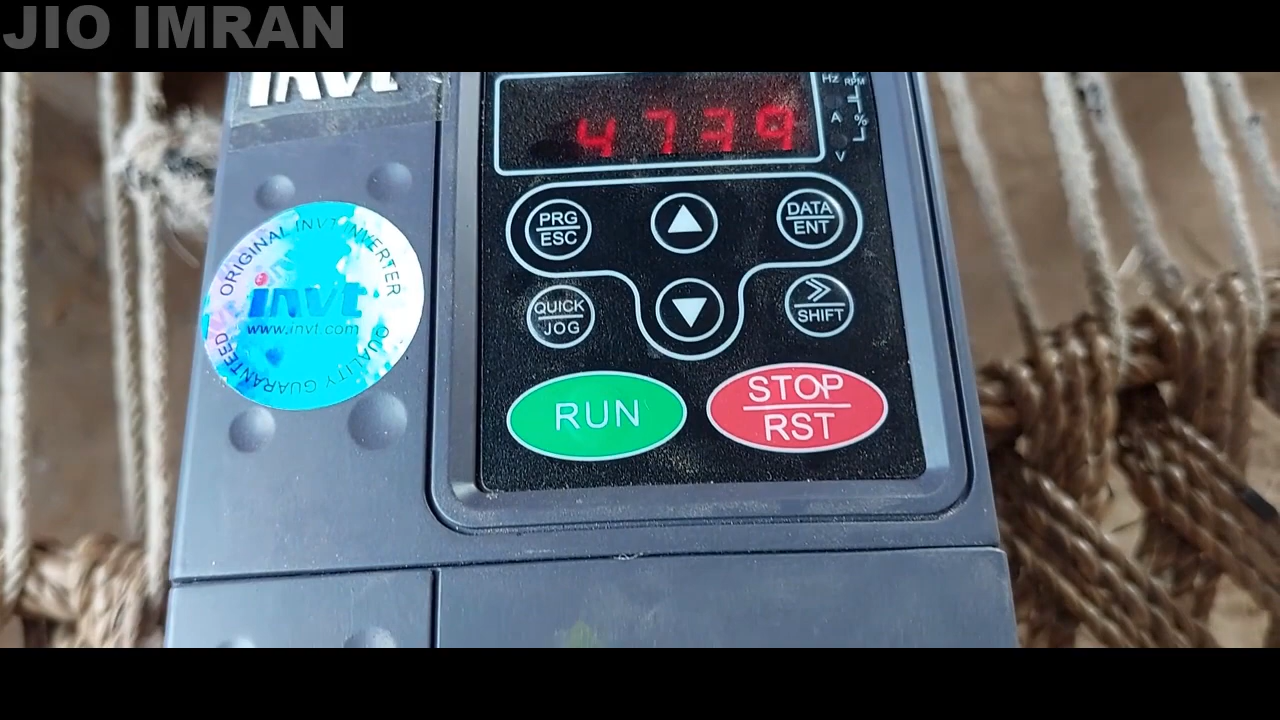 JIO IMRAN
invt
4739
Hz
RPM
A
%
V
PRG
ESC
DATA
ENT
QUICK
JOG
SHIFT
RUN
STOP
RST
ORIGINAL INVT INVERTER
invt
www.invt.com
QUALITY GUARANTEED